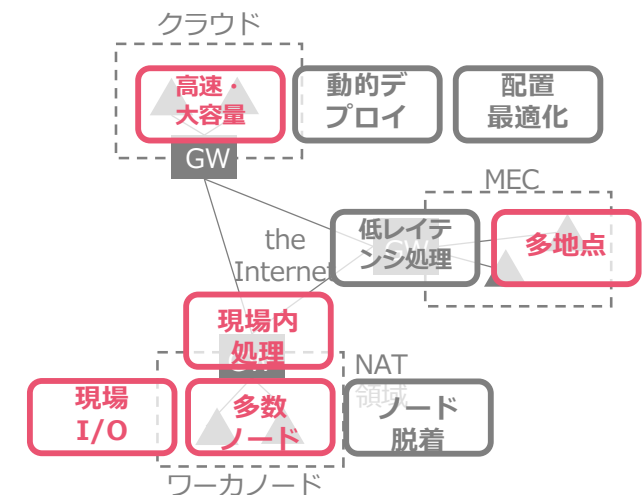 クラウド
高速・
大容量
動的デ
プロイ
配置
最適化
GW
MEC
低レイテ
ンシ処理
GW
多地点
the
Internet
現場内
処理
NAT
領域
現場
I/O
多数
ノード
ノード
脱着
ワーカノード